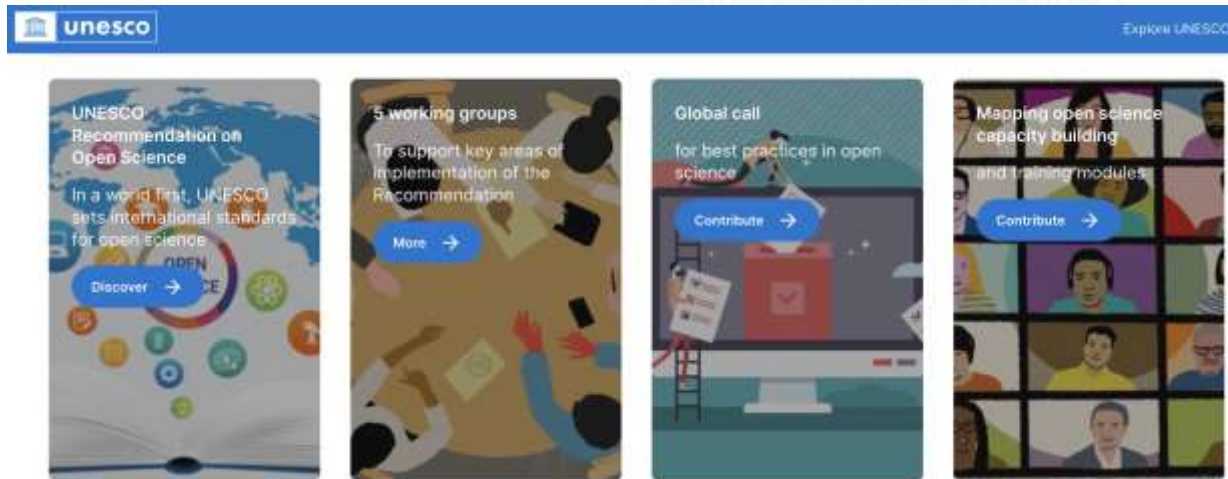 unesco
Explore UNESCO
UNESCO
Recommendation on
Open Science
In a world first, UNESCO
sets international standards
for open science
OPEN
CE
Discover →
5 working groups
To support key areas of
implementation of the
Recommendation
More →
Global call
for best practices in open
science
Contribute →
Mapping open science
capacity building
and training modules
Contribute →